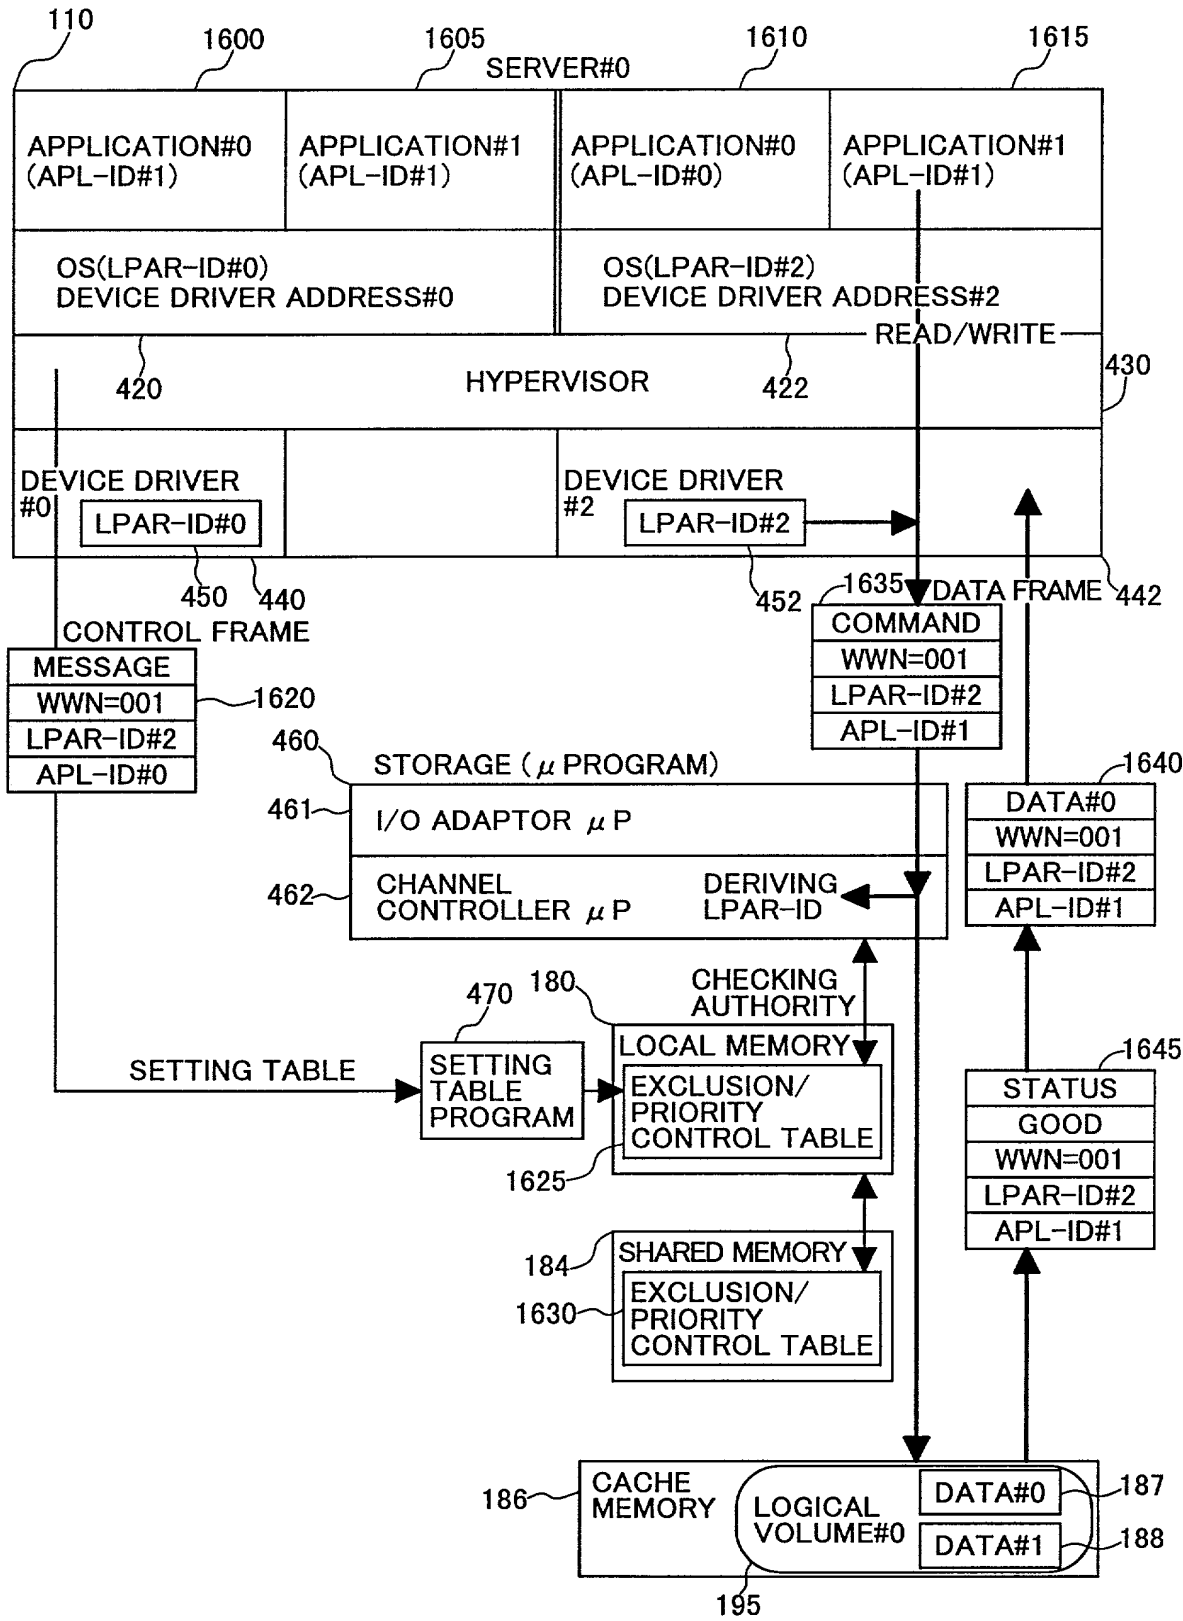 110
1600
1605
SERVER#0
1610
1615
APPLICATION#0
(APL-ID#1)
APPLICATION#1
(APL-ID#1)
APPLICATION#0
(APL-ID#0)
APPLICATION#1
(APL-ID#1)
OS(LPAR-ID#0)
DEVICE DRIVER ADDRESS#0
OS(LPAR-ID#2)
DEVICE DRIVER ADDRESS#2
READ/WRITE
420
HYPERVISOR
422
430
DEVICE DRIVER
#0
LPAR-ID#0
DEVICE DRIVER
#2
LPAR-ID#2
450
440
452
1635
DATA FRAME
442
CONTROL FRAME
MESSAGE
WWN=001
LPAR-ID#2
APL-ID#0
1620
COMMAND
WWN=001
LPAR-ID#2
APL-ID#1
460
STORAGE (μ PROGRAM)
461
I/O ADAPTOR μ P
462
CHANNEL
CONTROLLER μP
DERIVING
LPAR-ID
1640
DATA#0
WWN=001
LPAR-ID#2
APL-ID#1
CHECKING
AUTHORITY
470
180
SETTING TABLE
SETTING
TABLE
PROGRAM
LOCAL MEMORY
EXCLUSION/
PRIORITY
CONTROL TABLE
1625
1645
STATUS
GOOD
WWN=001
LPAR-ID#2
APL-ID#1
184
SHARED MEMORY
EXCLUSION/
PRIORITY
CONTROL TABLE
1630
186
CACHE
MEMORY
LOGICAL
VOLUME#0
DATA#0
187
DATA#1
188
195